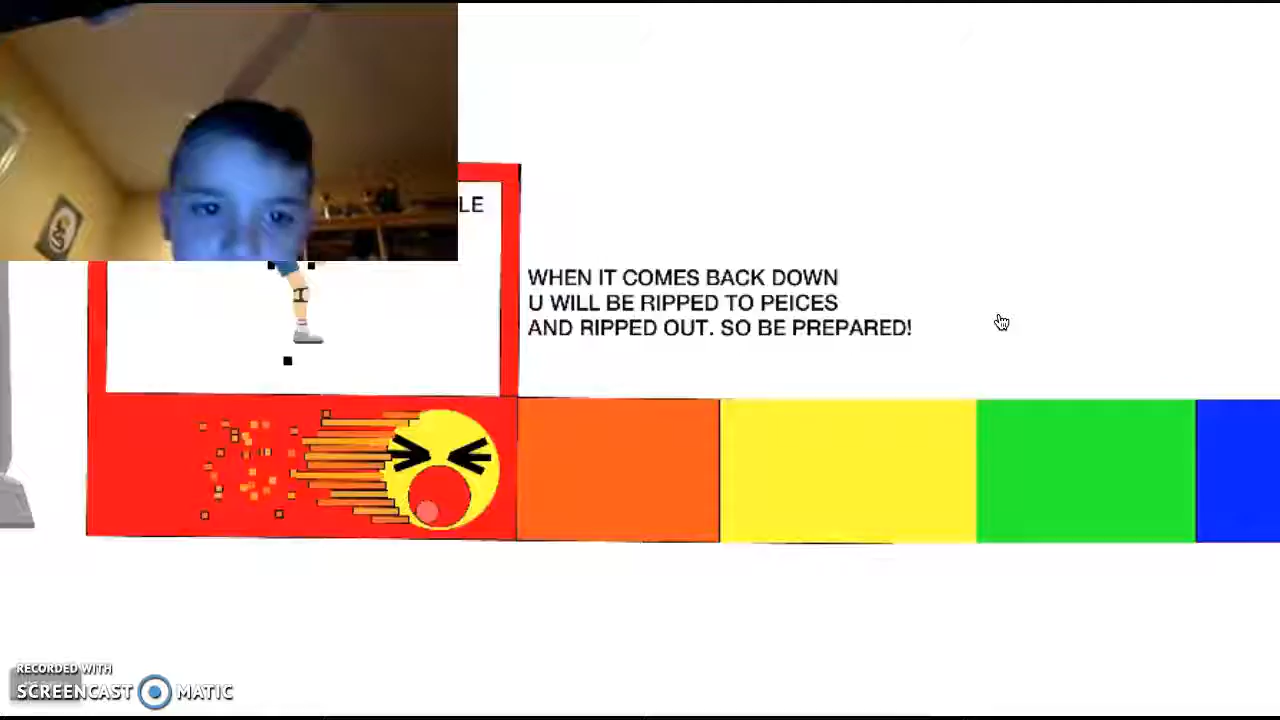 LE
WHEN IT COMES BACK DOWN
U WILL BE RIPPED TO PEICES
AND RIPPED OUT. SO BE PREPARED!
RECORDED WITH
SCREENCAST MATIC